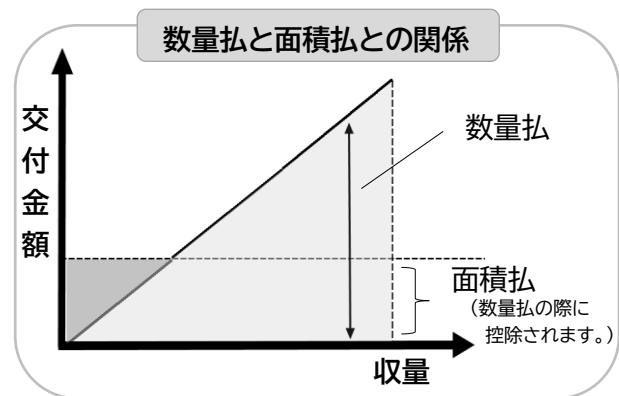 数量払と面積払との関係
交付金額
数量払
面積払
（数量払の際に
控除されます。）
収量